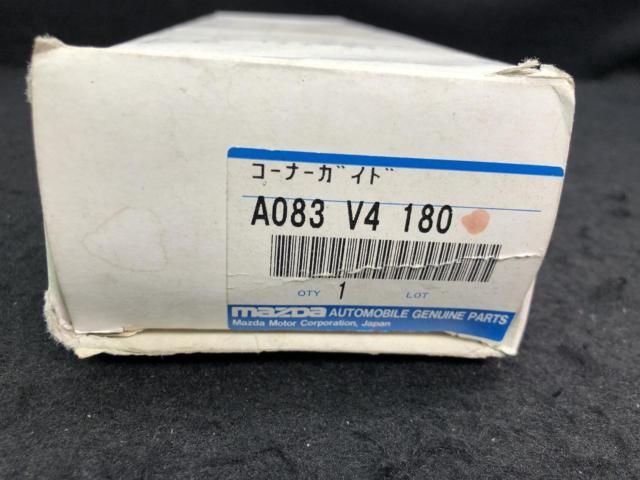 コーナーガイド
A083 V4 180
QTY 1 LOT
mazda AUTOMOBILE GENUINE PARTS
Mazda Motor Corporation, Japan